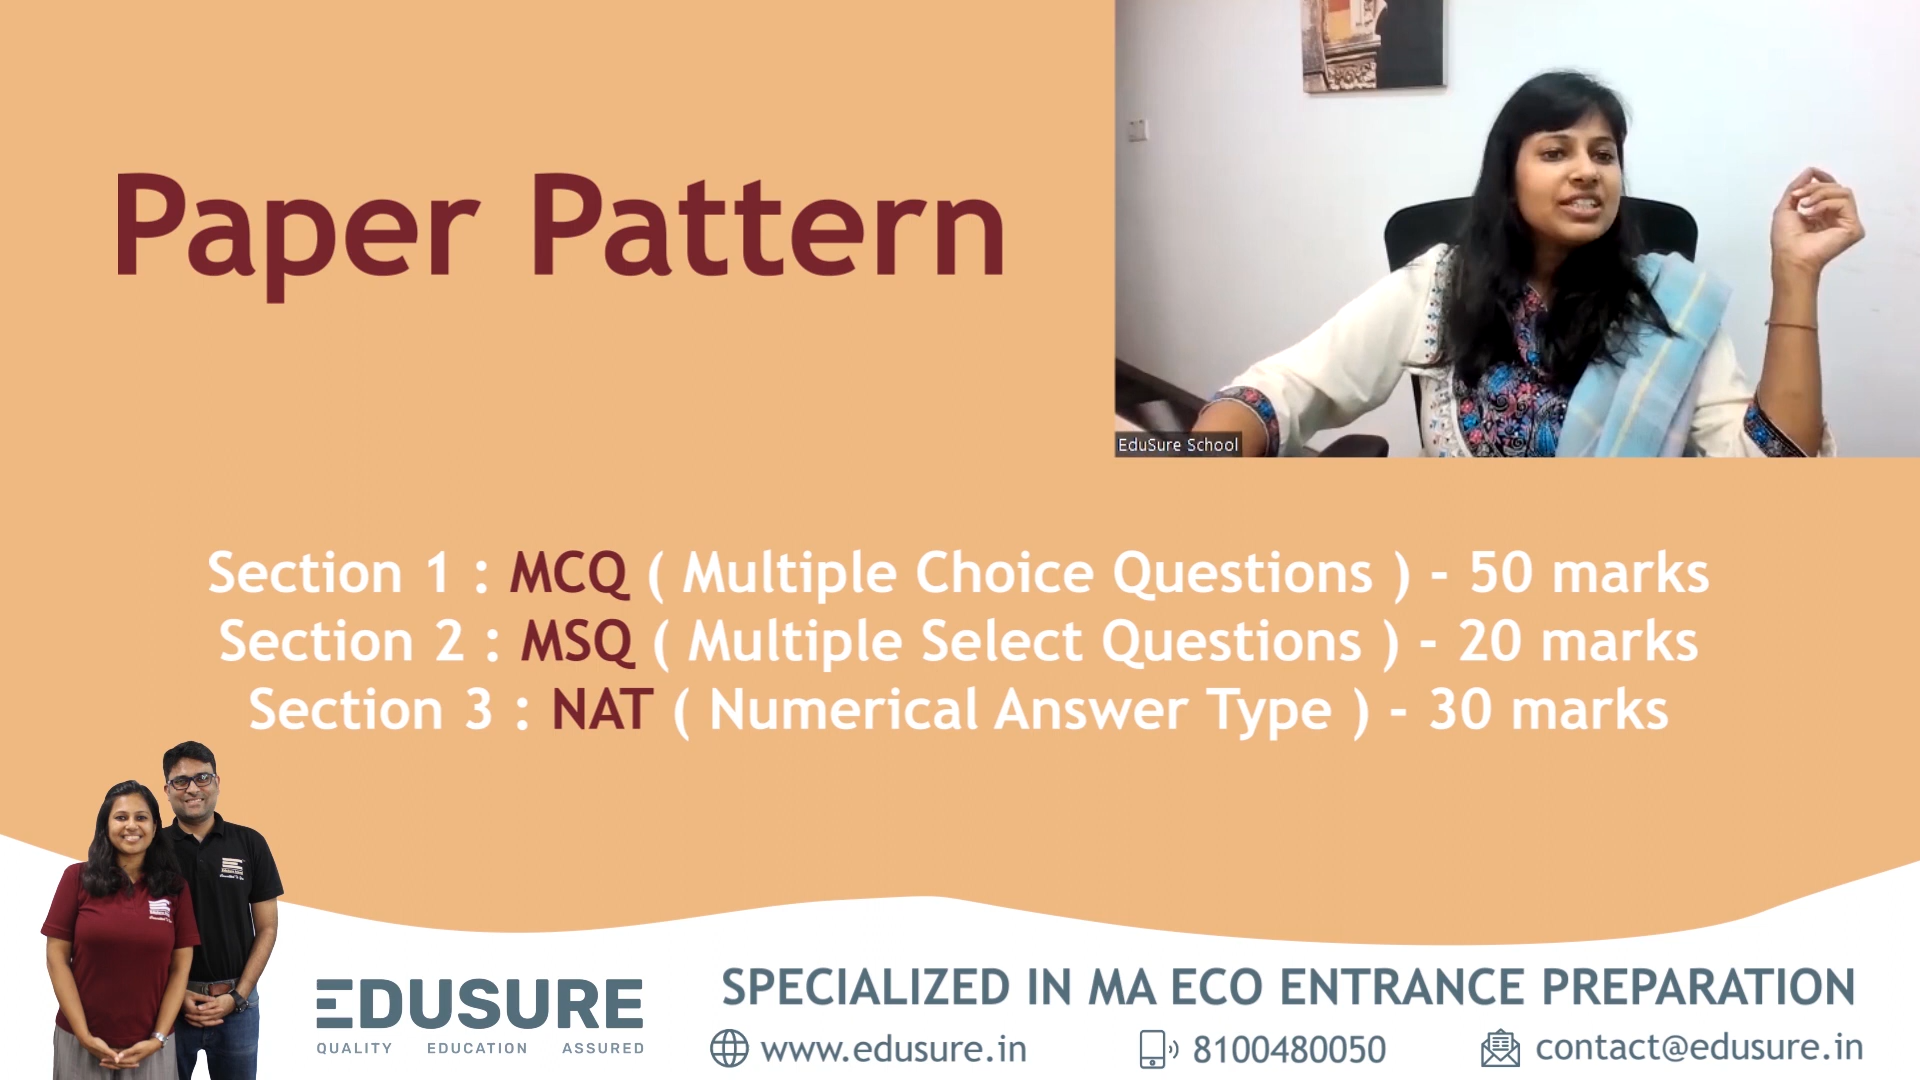 Paper Pattern
EduSure School
Section 1 : MCQ ( Multiple Choice Questions ) - 50 marks
Section 2 : MSQ ( Multiple Select Questions ) - 20 marks
Section 3 : NAT ( Numerical Answer Type ) - 30 marks
EDUSURE
QUALITY EDUCATION ASSURED
SPECIALIZED IN MA ECO ENTRANCE PREPARATION
www.edusure.in
8100480050
contact@edusure.in